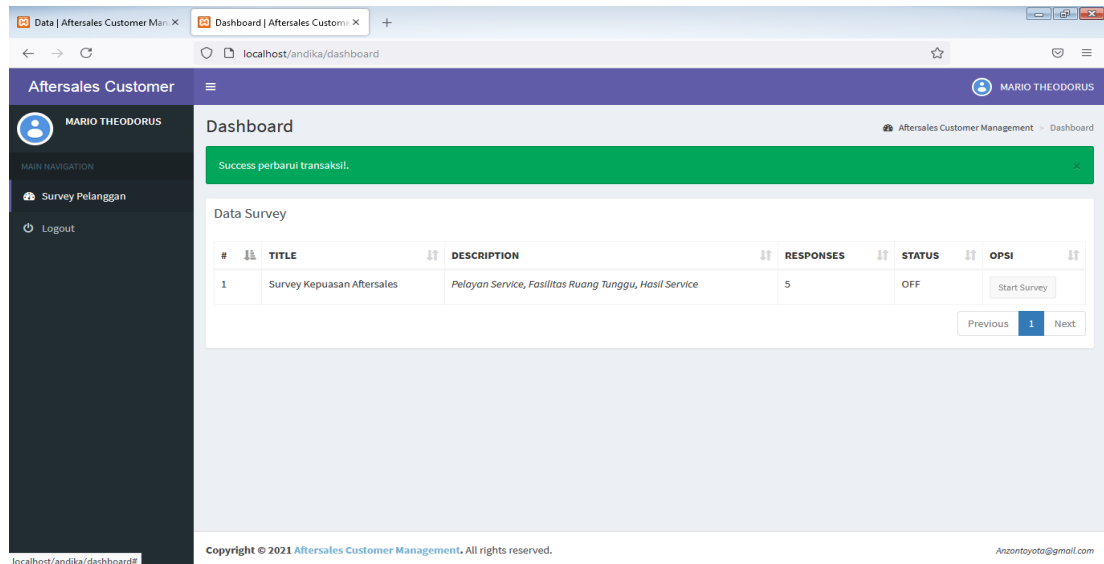 Data | Aftersales Customer Man
Dashboard | Aftersales Custome
localhost/andika/dashboard
Aftersales Customer
MARIO THEODORUS
MARIO THEODORUS
Dashboard
Aftersales Customer Management > Dashboard
MAIN NAVIGATION
Success perbarui transaksi!.
×
Survey Pelanggan
Logout
Data Survey
# TITLE DESCRIPTION RESPONSES STATUS OPSI
1 Survey Kepuasan Aftersales Pelayan Service, Fasilitas Ruang Tunggu, Hasil Service 5 OFF Start Survey
Previous 1 Next
Copyright © 2021 Aftersales Customer Management. All rights reserved.
Anzontoyota@gmail.com
localhost/andika/dashboard#